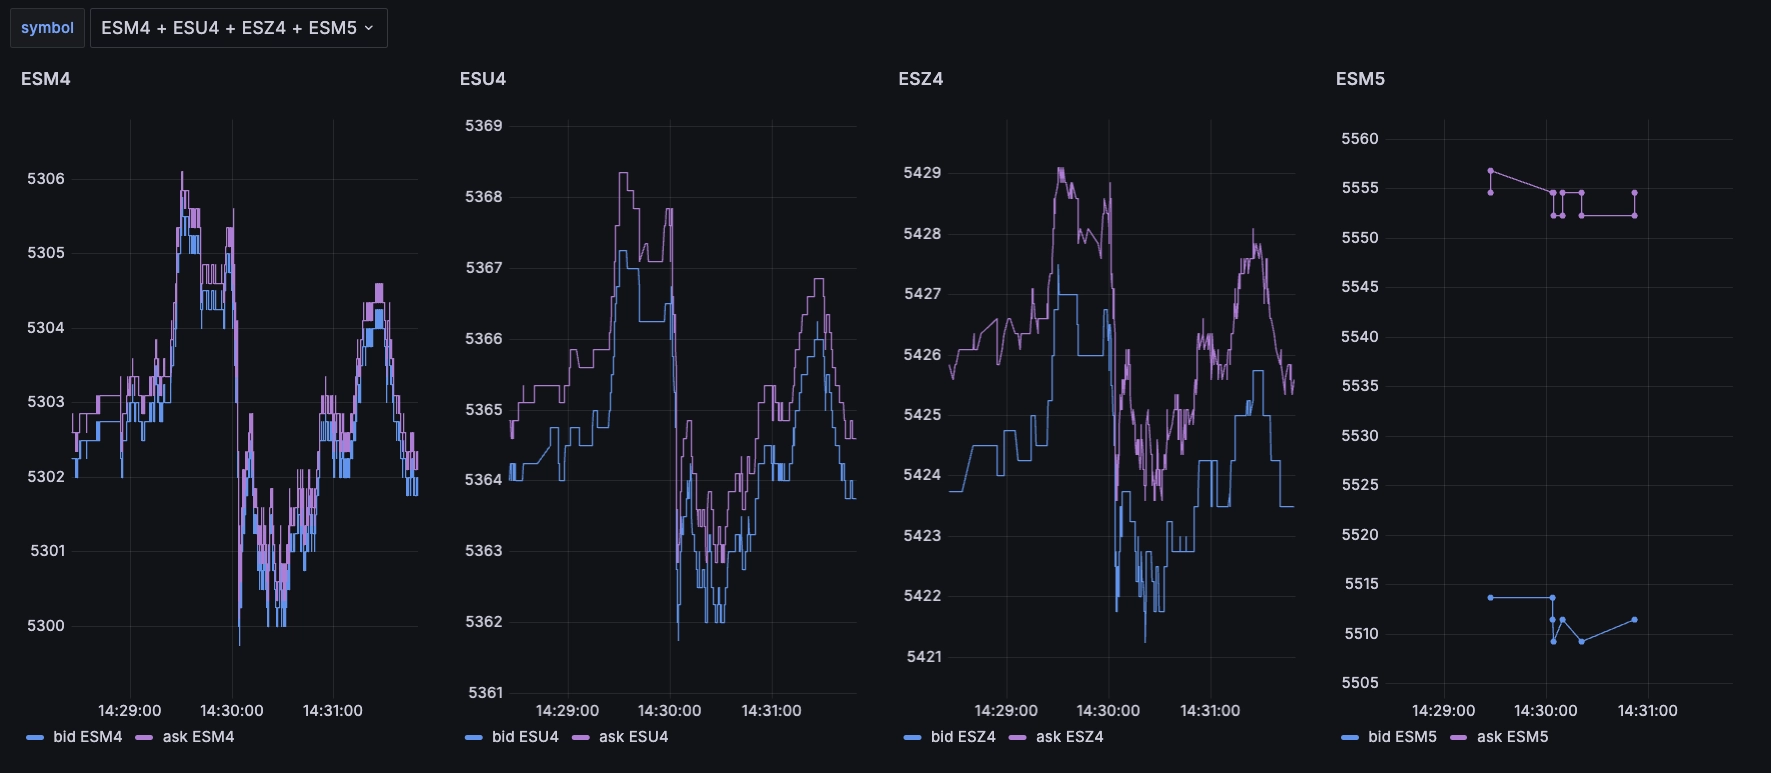 symbol ESM4 + ESU4 + ESZ4 + ESM5
ESM4
5306
5305
5304
5303
5302
5301
5300
14:29:00 14:30:00 14:31:00
bid ESM4 ask ESM4
ESU4
5369
5368
5367
5366
5365
5364
5363
5362
5361
14:29:00 14:30:00 14:31:00
bid ESU4 ask ESU4
ESZ4
5429
5428
5427
5426
5425
5424
5423
5422
5421
14:29:00 14:30:00 14:31:00
bid ESZ4 ask ESZ4
ESM5
5560
5555
5550
5545
5540
5535
5530
5525
5520
5515
5510
5505
14:29:00 14:30:00 14:31:00
bid ESM5 ask ESM5